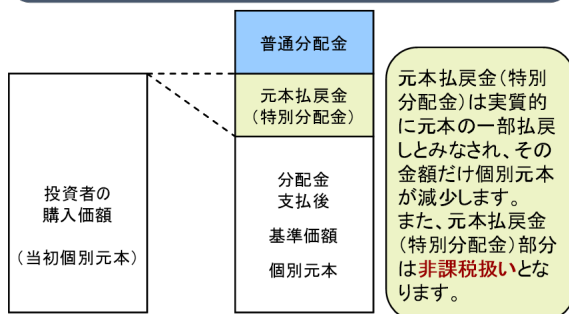 普通分配金
元本払戻金
(特別分配金)
投資者の
購入価額
(当初個別元本)
分配金
支払後
基準価額
個別元本
元本払戻金(特別
分配金)は実質的
に元本の一部払戻
しとみなされ、その
金額だけ個別元本
が減少します。
また、元本払戻金
(特別分配金)部分
は非課税扱いとな
ります。